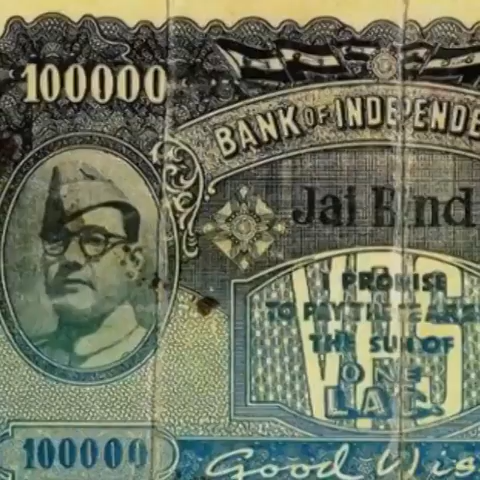 100000
BANK OF INDEPENDE
Jai Hind
I PROMISE
TO PAY THE BEARER
THE SUM OF
ONE
LAC.
100000
Good Wis